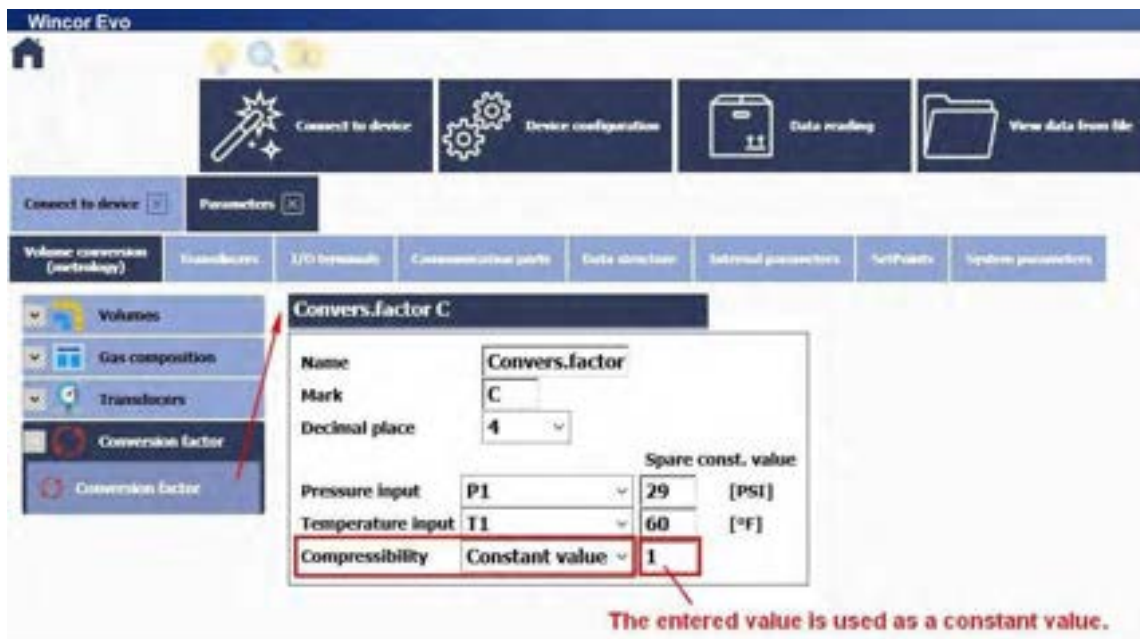 Wincor Evo
Connect to device
Device configuration
Data reading
View data from file
Connect to device
Parameters
Volume conversion
(metrology)
Transducers
I/O terminals
Communication ports
Data structure
Internal parameters
SetPoints
System parameters
Volumes
Gas composition
Transducers
Conversion factor
Conversion factor
Convers.factor C
Name Convers.factor
Mark C
Decimal place 4
Spare const. value
Pressure input P1 29 [PSI]
Temperature input T1 60 [°F]
Compressibility Constant value 1
The entered value is used as a constant value.